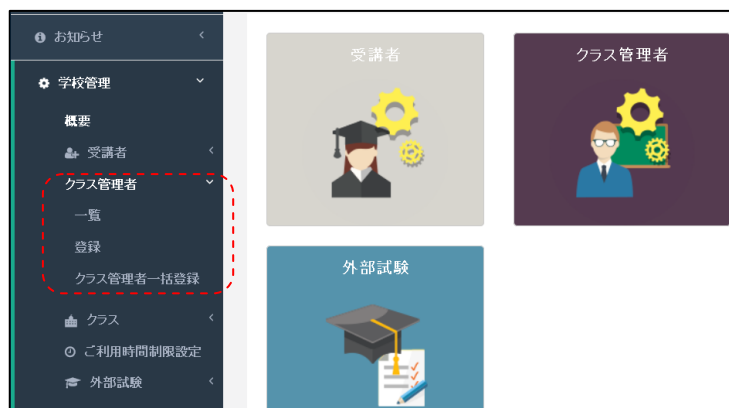 お知らせ
学校管理
概要
受講者
クラス管理者
一覧
登録
クラス管理者一括登録
クラス
ご利用時間制限設定
外部試験
受講者
クラス管理者
外部試験